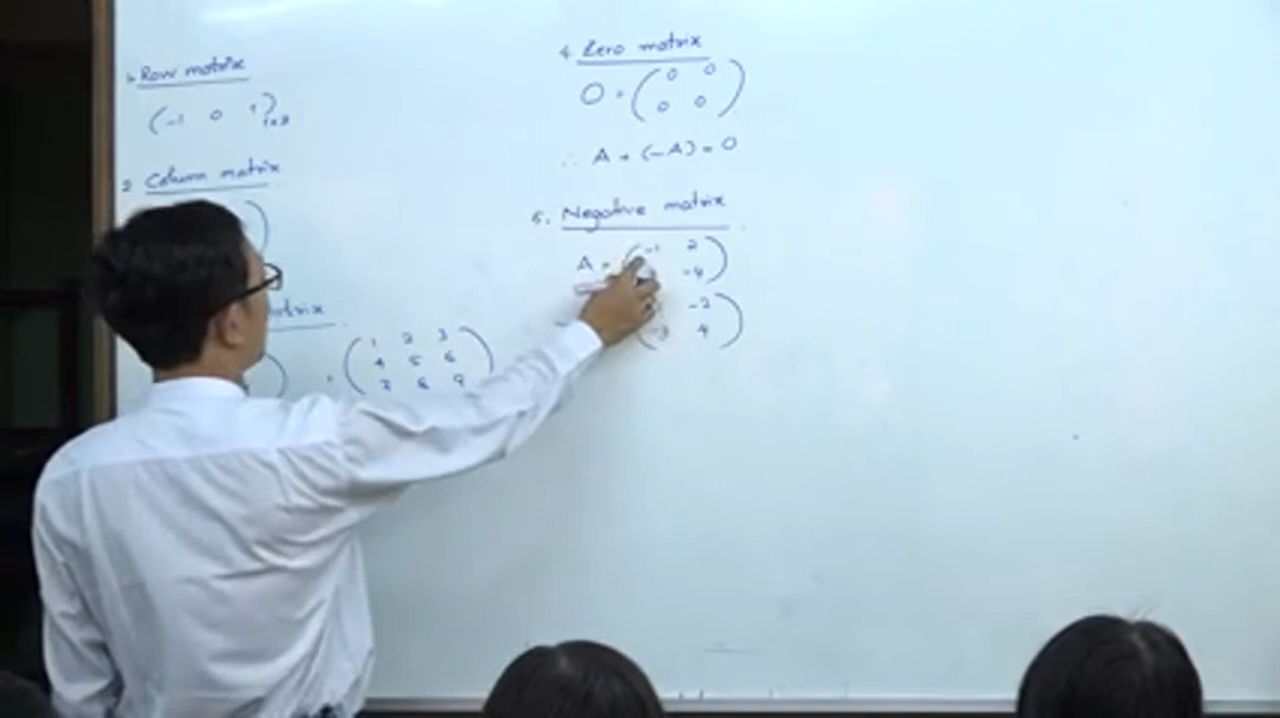 1. Row matrix
(-1 0 1)
2. Column matrix
= (1 2 3
4 5 6
7 8 9)
4. Zero matrix
O = (0 0
0 0)
∴ A + (-A) = O
5. Negative matrix
A = (-1 2
-4)
-2
-3 4)